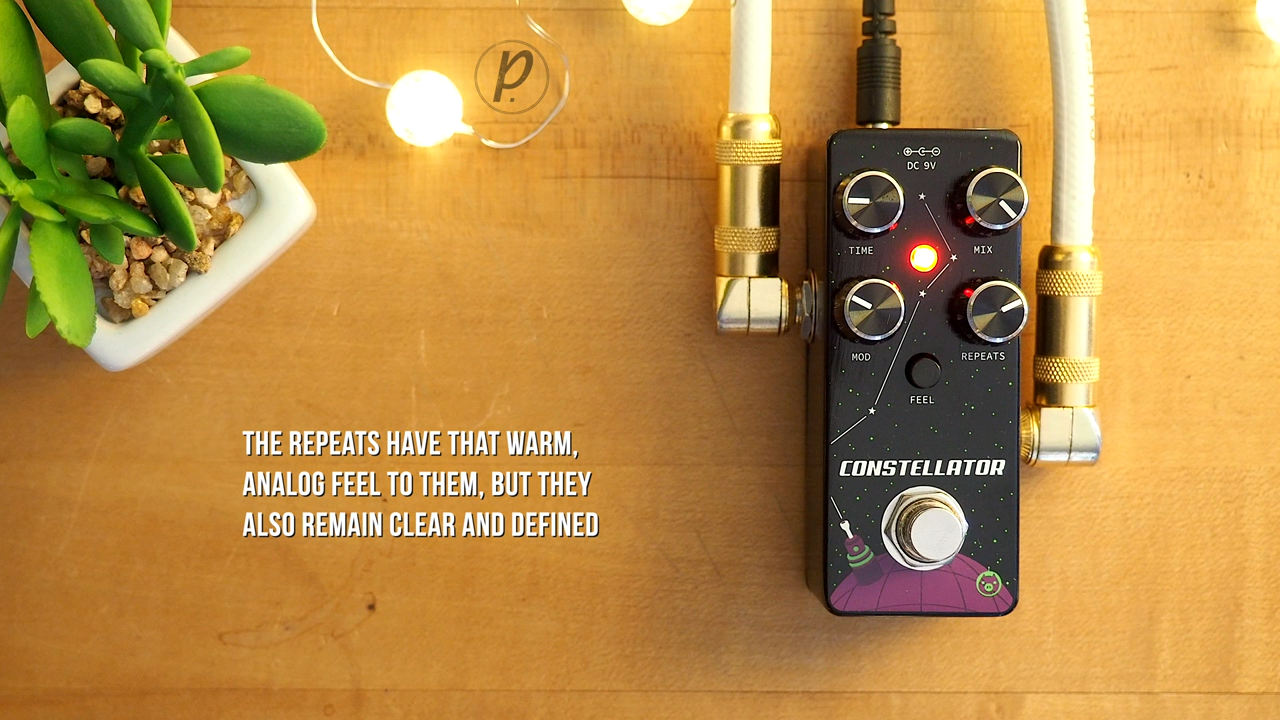 p.
DC 9V
TIME
MIX
MOD
REPEATS
FEEL
CONSTELLATOR
THE REPEATS HAVE THAT WARM,
ANALOG FEEL TO THEM, BUT THEY
ALSO REMAIN CLEAR AND DEFINED